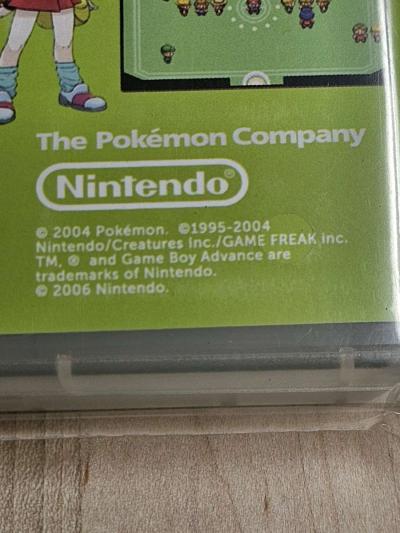 The Pokémon Company
Nintendo®
© 2004 Pokémon. ©1995-2004
Nintendo/Creatures Inc./GAME FREAK inc.
TM, ® and Game Boy Advance are
trademarks of Nintendo.
© 2006 Nintendo.